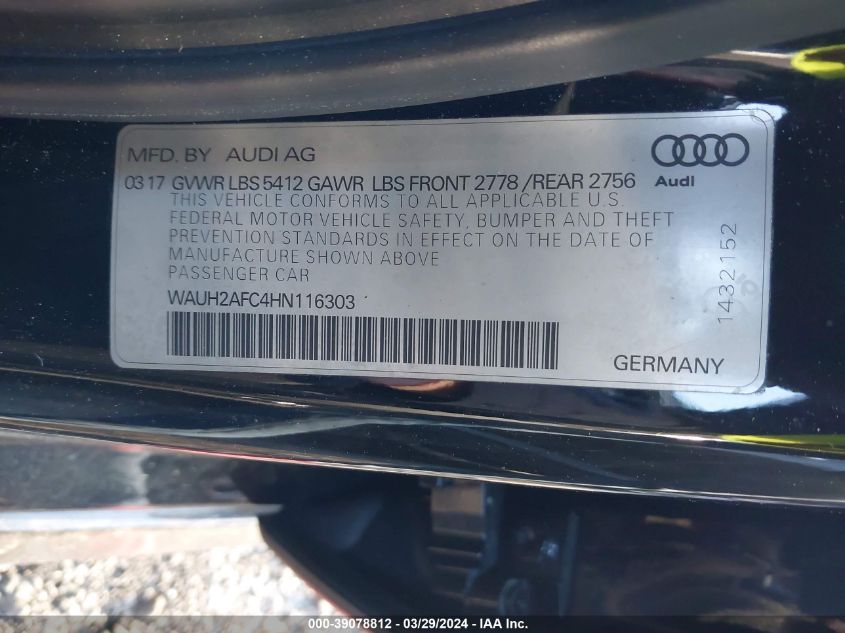 MFD. BY AUDI AG
Audi
03 17 GVWR LBS 5412 GAWR LBS FRONT 2778 /REAR 2756
THIS VEHICLE CONFORMS TO ALL APPLICABLE U.S.
FEDERAL MOTOR VEHICLE SAFETY, BUMPER AND THEFT
PREVENTION STANDARDS IN EFFECT ON THE DATE OF
MANUFACTURE SHOWN ABOVE
PASSENGER CAR
WAUH2AFC4HN116303
1432152
GERMANY
000-39078812 - 03/29/2024 - IAA Inc.